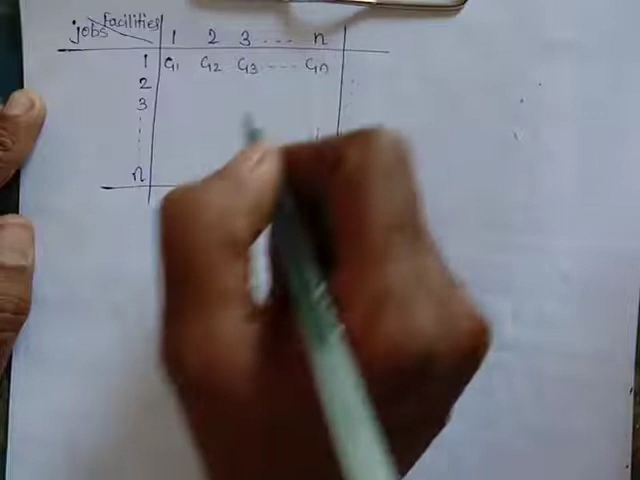 jobs Facilities 1 2 3 .... n
1 C11 C12 C13 ---- C1n
2
3
n